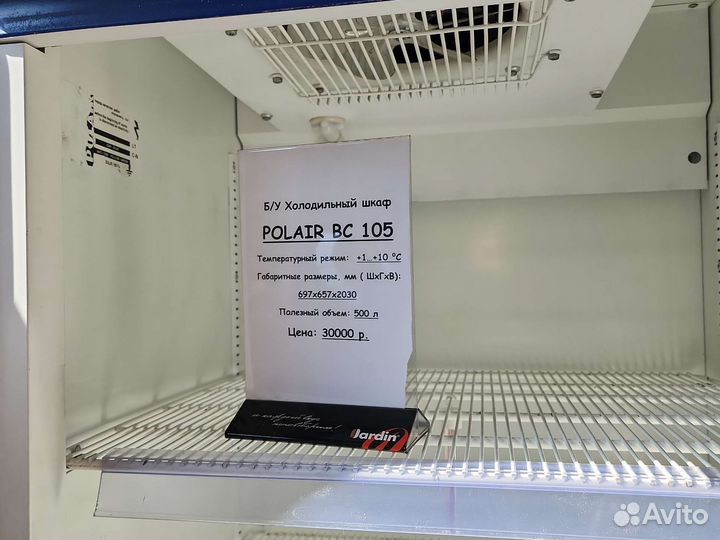 Б/У Холодильный шкаф
POLAIR BC 105
Температурный режим: +1...+10 °C
Габаритные размеры, мм ( ШхГхВ):
697x657x2030
Полезный объем: 500 л
Цена: 30000 р.
Jardin
Avito